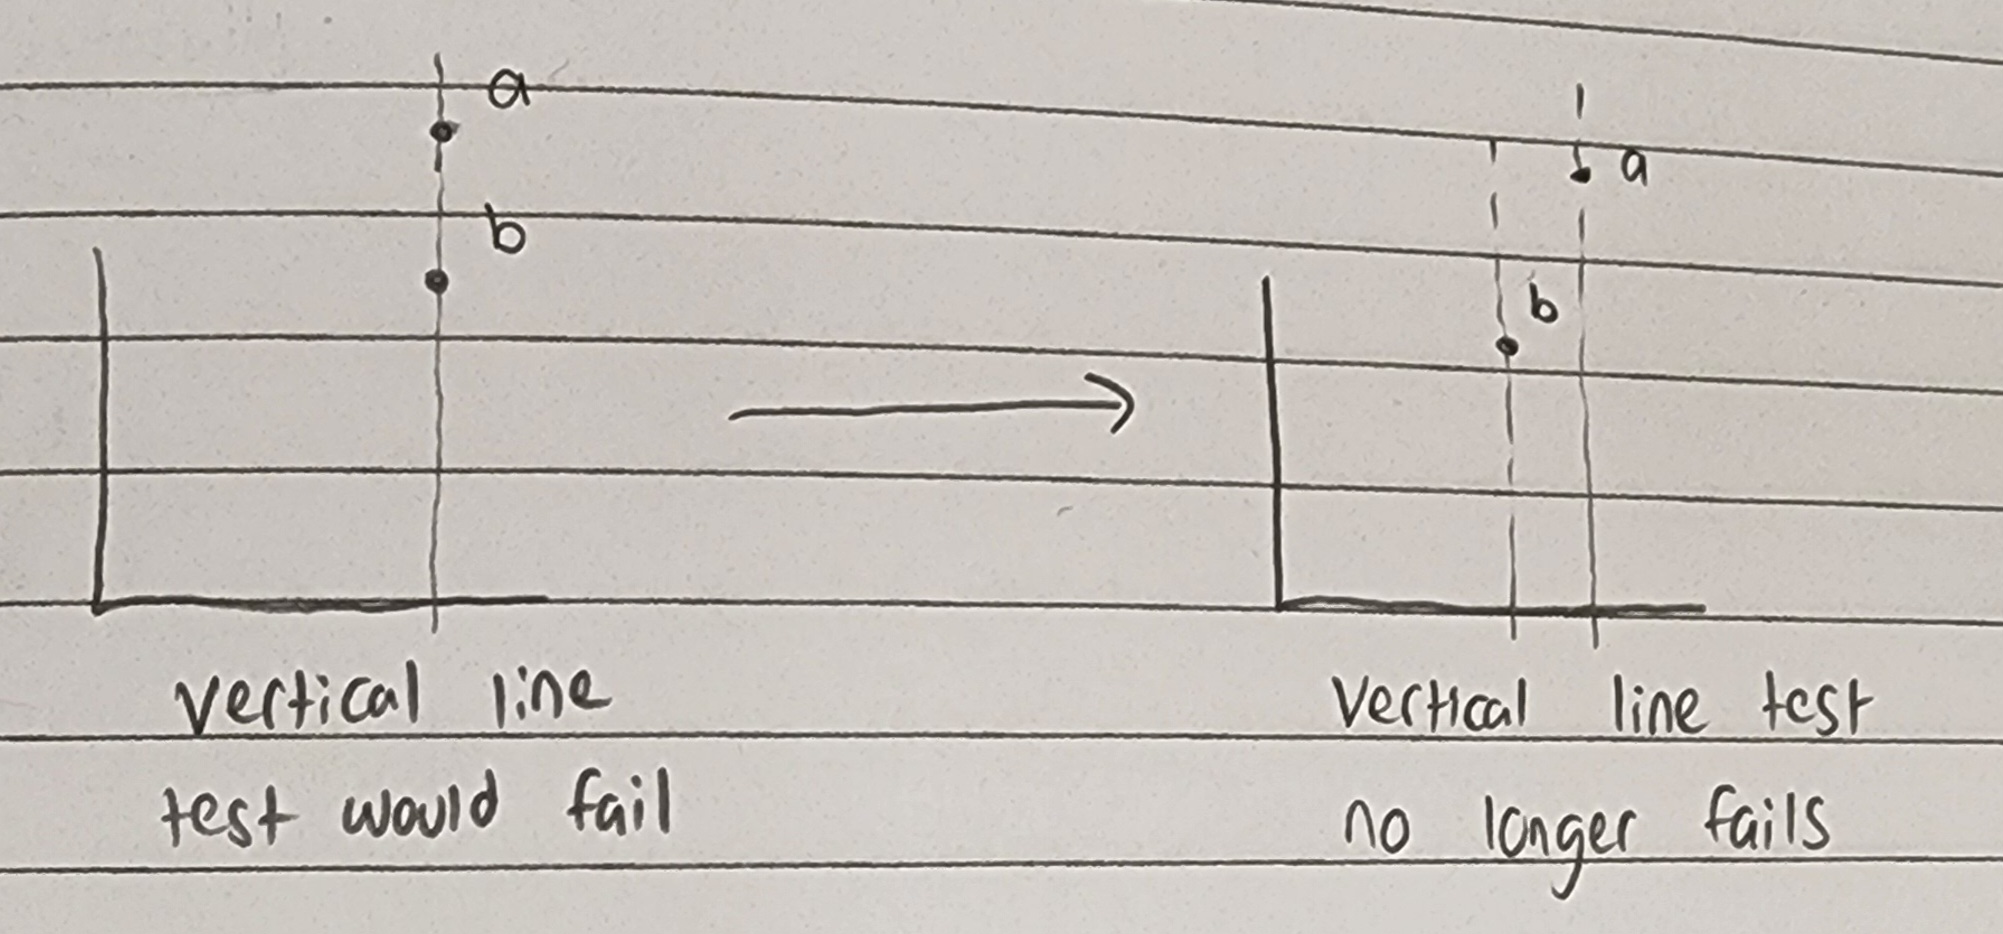 a
b
a
b
vertical line
test would fail
Vertical line test
no longer fails